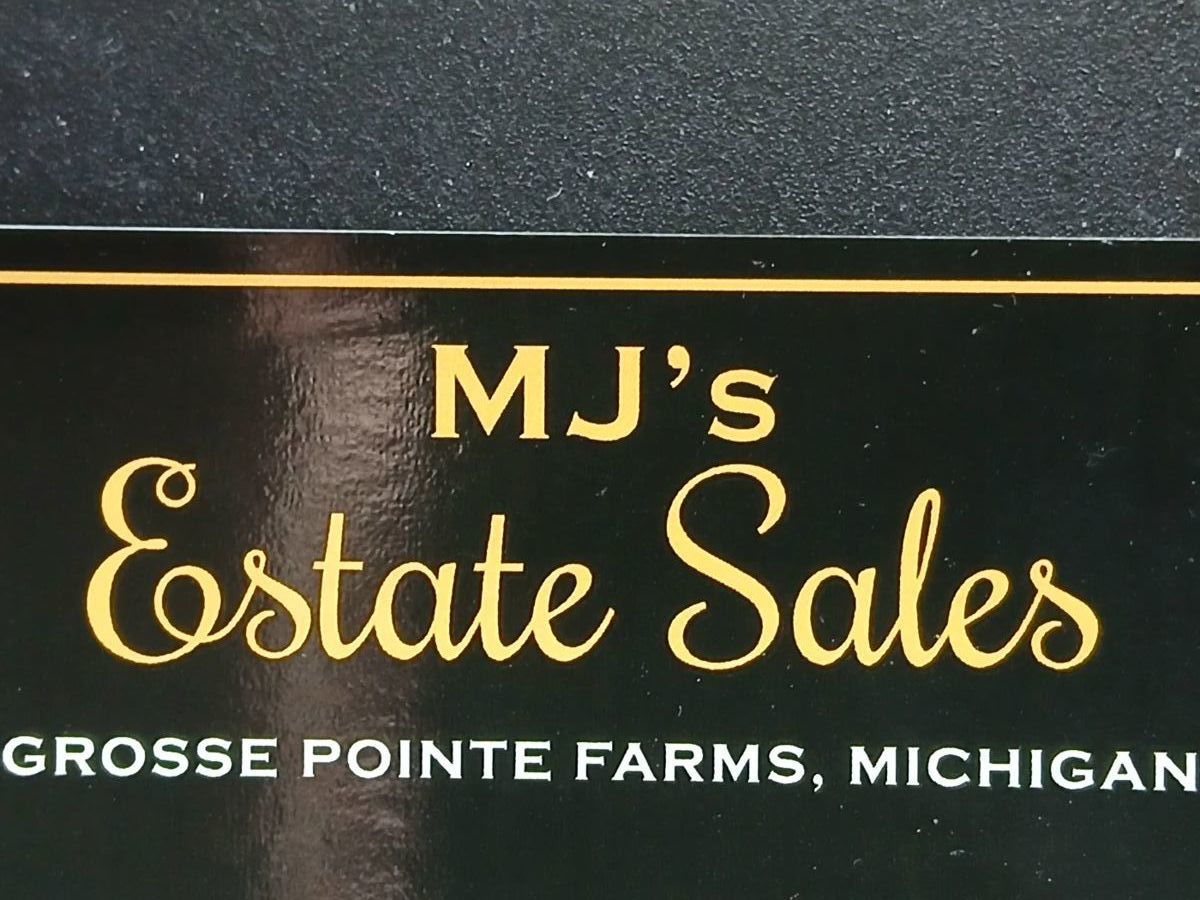 MJ's
Estate Sales
GROSSE POINTE FARMS, MICHIGAN